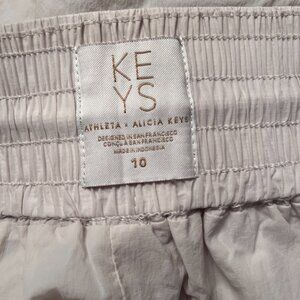 KE
YS
ATHLETA × ALICIA KEYS
DESIGNED IN SAN FRANCISCO
CONÇU À SAN FRANCISCO
MADE IN INDONESIA
10